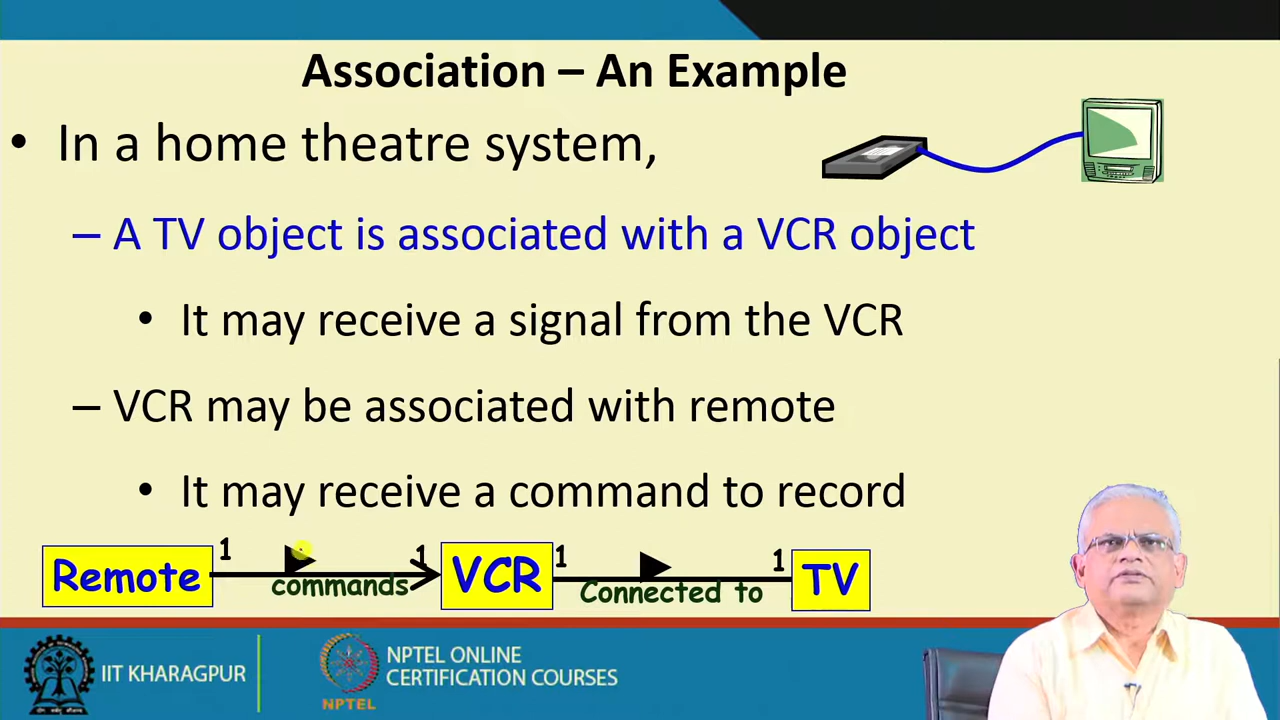 Association – An Example
• In a home theatre system,
– A TV object is associated with a VCR object
• It may receive a signal from the VCR
– VCR may be associated with remote
• It may receive a command to record
Remote 1 commands 1 VCR 1 Connected to 1 TV
IIT KHARAGPUR
NPTEL
NPTEL ONLINE
CERTIFICATION COURSES